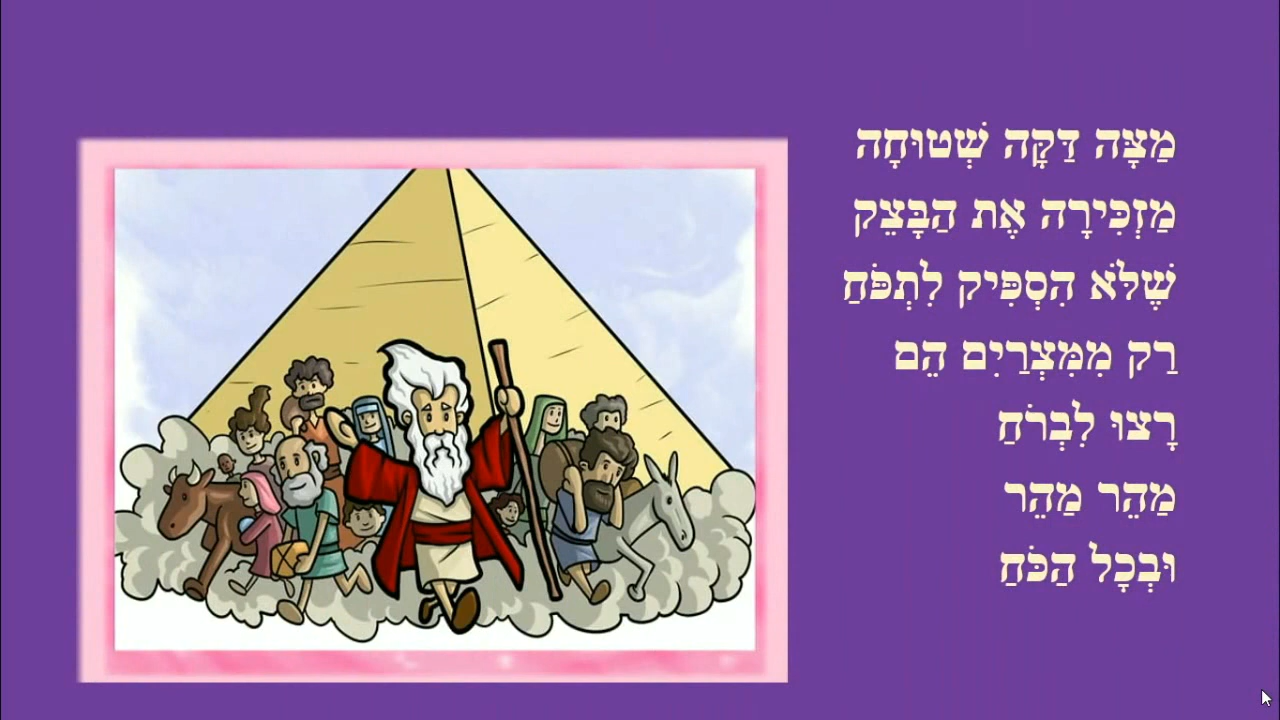 מַצָּה דַּקָּה שְׁטוּחָה
מַזְכִּירָה אֶת הַבָּצֵק
שֶׁלֹּא הִסְפִּיק לִתְפֹּחַ
רַק מִמִּצְרַיִם הֵם
רָצוּ לִבְרֹחַ
מַהֵר מַהֵר
וּבְכָל הַכֹּחַ